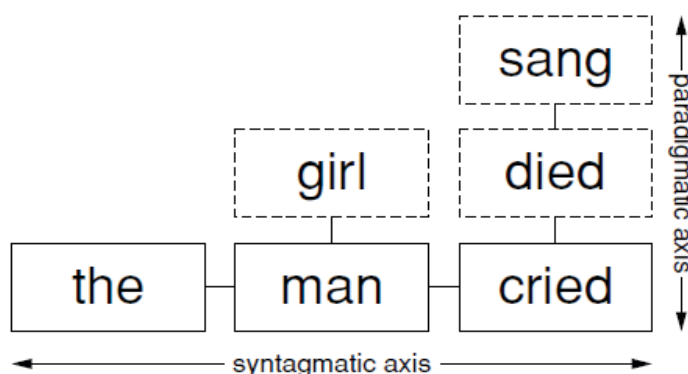 sang
girl died
the man cried
syntagmatic axis
paradigmatic axis